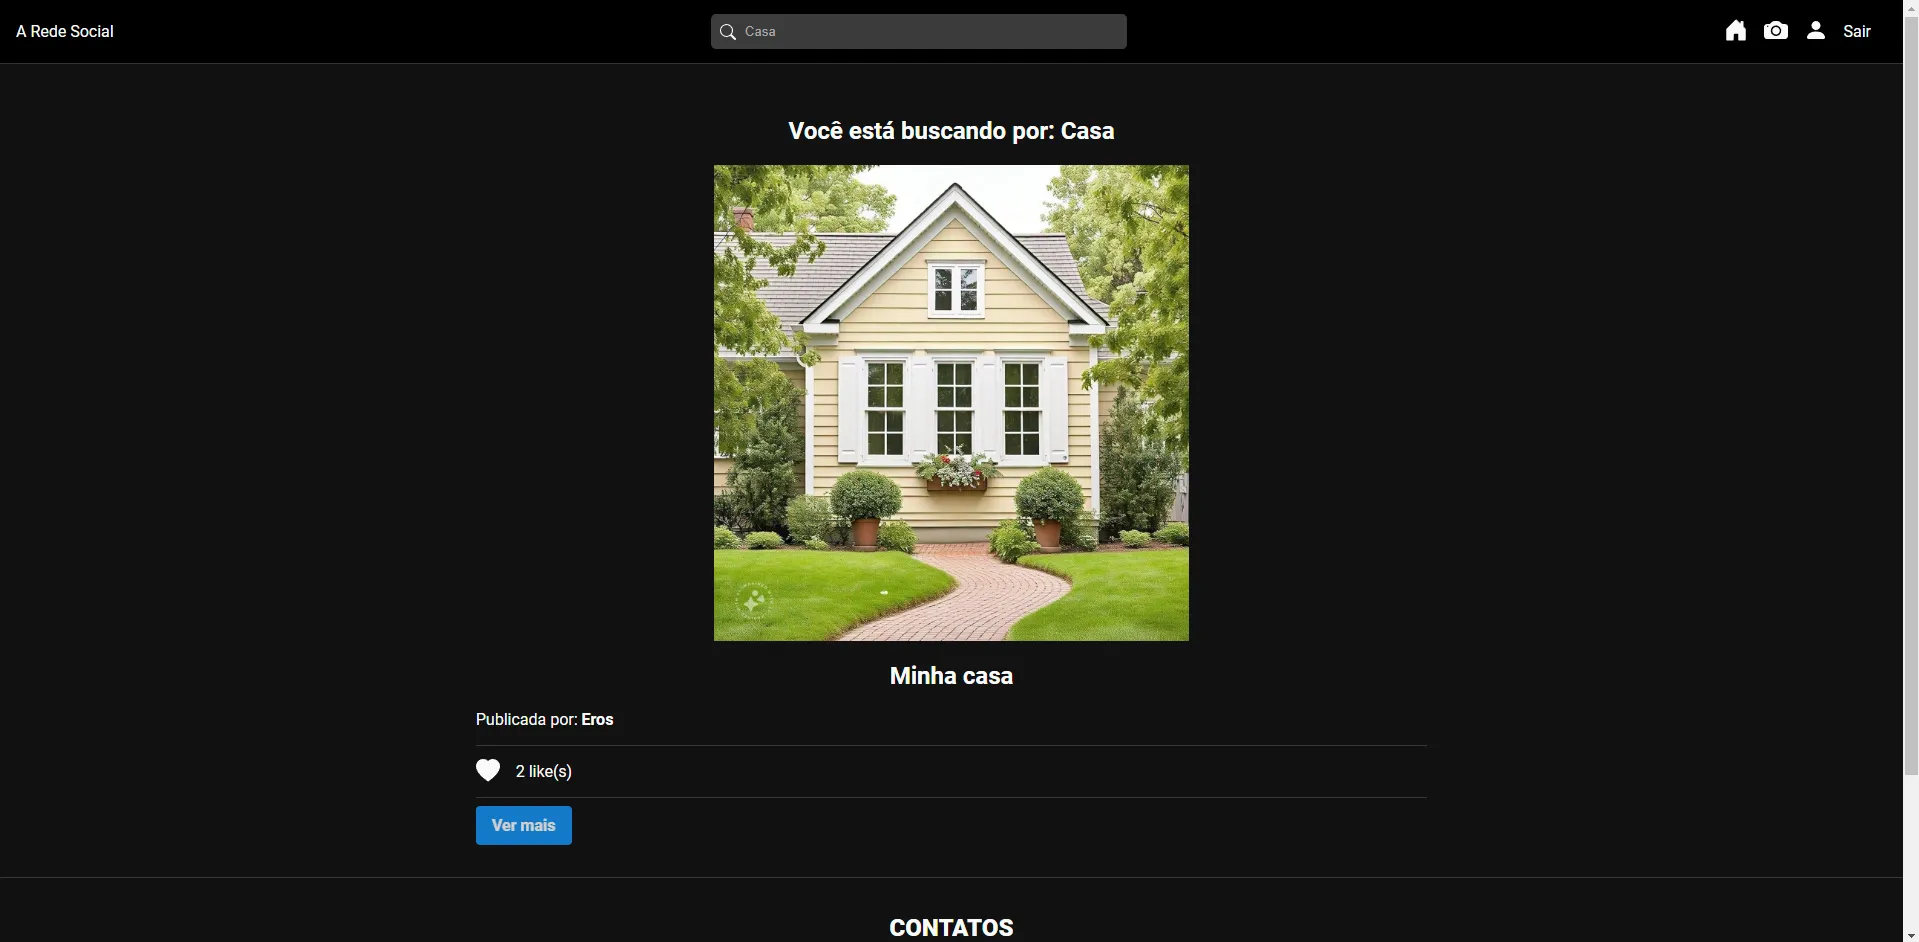 A Rede Social
Casa
Sair
Você está buscando por: Casa
Minha casa
Publicada por: Eros
2 like(s)
Ver mais
CONTATOS